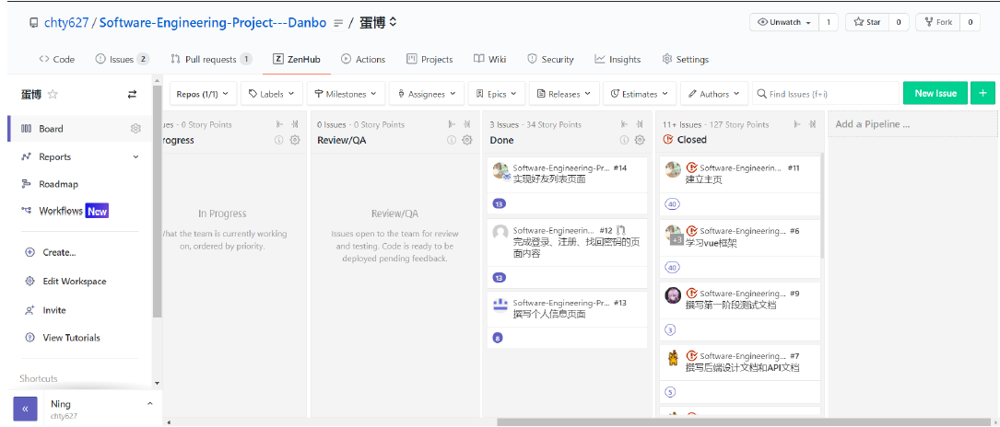 chty627 / Software-Engineering-Project---Danbo / 蛋博
Unwatch 1 Star 0 Fork 0
Code Issues 2 Pull requests 1 ZenHub Actions Projects Wiki Security Insights Settings
蛋博
Repos (1/1) Labels Milestones Assignees Epics Releases Estimates Authors Find Issues (f+i) New Issue +
Board
Reports
Roadmap
Workflows New
Create...
Edit Workspace
Invite
View Tutorials
Shortcuts
Ning
chty627
ues - 0 Story Points
rogress
In Progress
What the team is currently working
on, ordered by priority.
0 Issues - 0 Story Points
Review/QA
Review/QA
Issues open to the team for review
and testing. Code is ready to be
deployed pending feedback.
3 Issues - 34 Story Points
Done
Software-Engineering-Pr... #14
实现好友列表页面
13
Software-Engineerin... #12
完成登录、注册、找回密码的页
面内容
13
Software-Engineering-Pr... #13
撰写个人信息页面
8
11+ Issues - 127 Story Points
Closed
Software-Engineerin... #11
建立主页
40
+3
Software-Engineering... #6
学习vue框架
40
Software-Engineering... #9
撰写第一阶段测试文档
3
Software-Engineering... #7
撰写后端设计文档和API文档
5
Software-Engineering... #8
Add a Pipeline ...